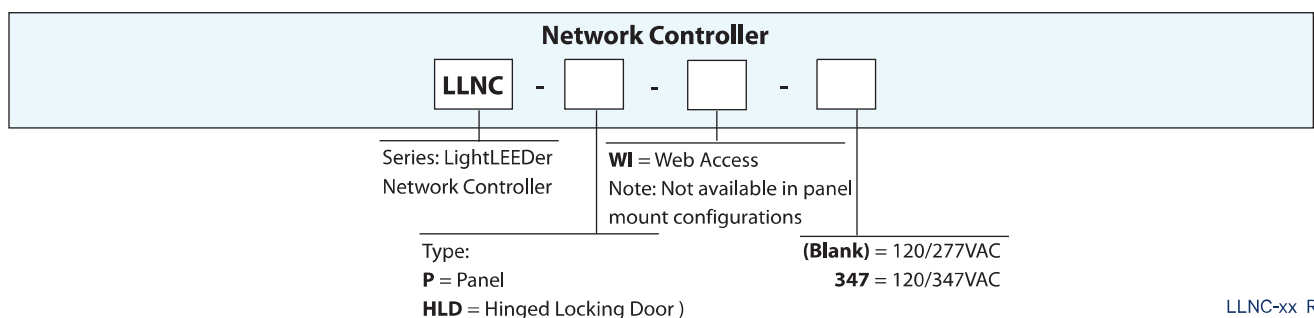 Network Controller
LLNC - - -
Series: LightLEEDer
Network Controller
WI = Web Access
Note: Not available in panel
mount configurations
Type:
P = Panel
HLD = Hinged Locking Door )
(Blank) = 120/277VAC
347 = 120/347VAC
LLNC-xx R